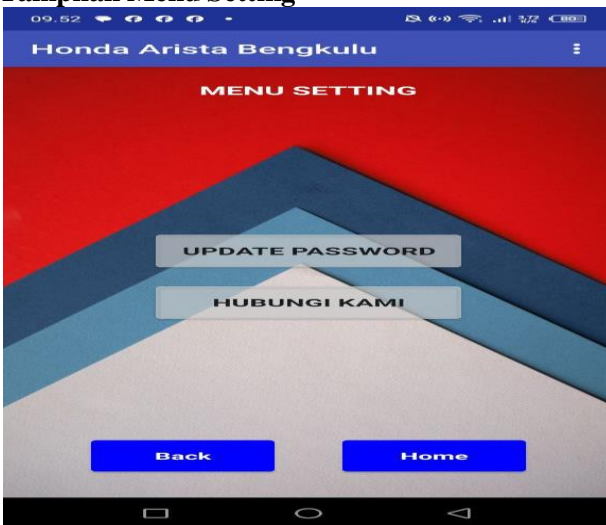 Tampilan Menu Setting
09.52
Honda Arista Bengkulu
MENU SETTING
UPDATE PASSWORD
HUBUNGI KAMI
Back
Home